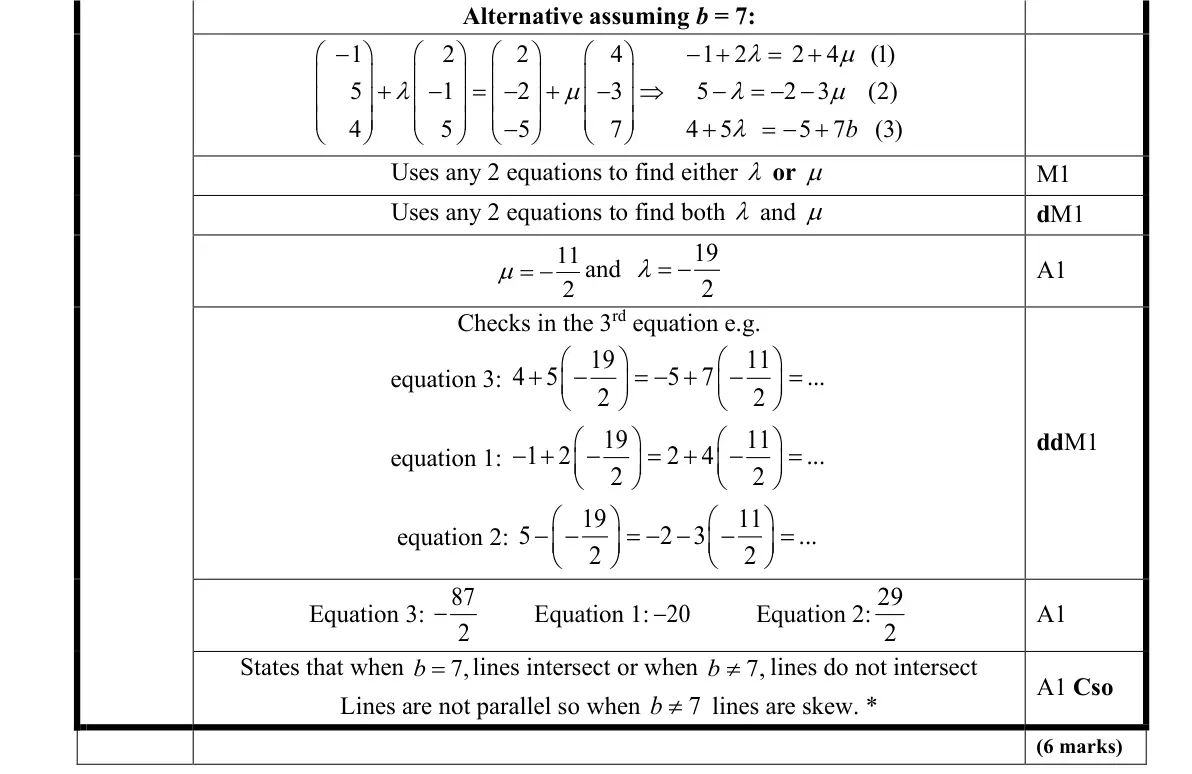 Alternative assuming b = 7:
( −1 5 4 ) + λ ( 2 −1 5 ) = ( 2 −2 −5 ) + μ ( 4 −3 7 ) ⇒ −1 + 2λ = 2 + 4μ (1)
5 − λ = −2 − 3μ (2)
4 + 5λ = −5 + 7b (3)
Uses any 2 equations to find either λ or μ M1
Uses any 2 equations to find both λ and μ dM1
μ = −11/2 and λ = −19/2 A1
Checks in the 3rd equation e.g.
equation 3: 4 + 5(−19/2) = −5 + 7(−11/2) = ...
equation 1: −1 + 2(−19/2) = 2 + 4(−11/2) = ...
ddM1
equation 2: 5 − (−19/2) = −2 − 3(−11/2) = ...
Equation 3: −87/2 Equation 1: −20 Equation 2: 29/2 A1
States that when b = 7, lines intersect or when b ≠ 7, lines do not intersect
Lines are not parallel so when b ≠ 7 lines are skew. *
A1 Cso
(6 marks)